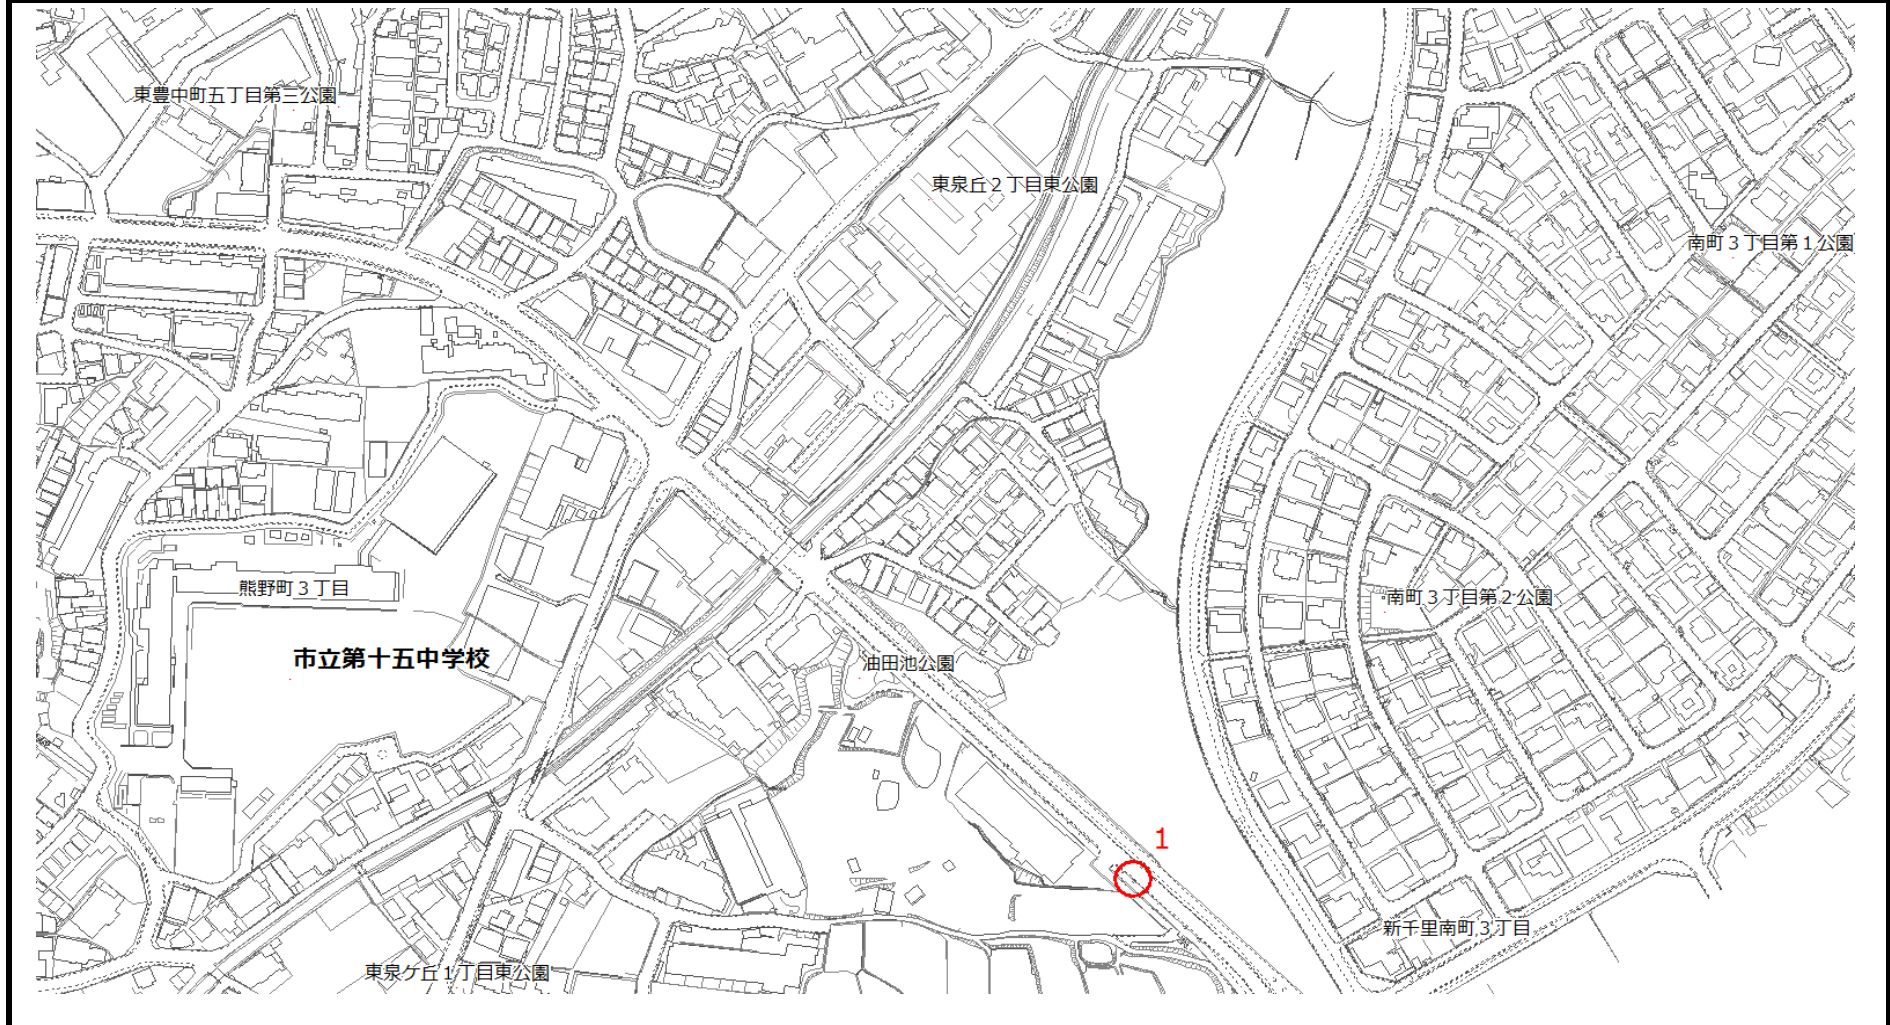 東豊中町五丁目第三公園
東泉丘２丁目東公園
南町３丁目第１公園
熊野町３丁目
南町３丁目第２公園
市立第十五中学校
油田池公園
1
新千里南町３丁目
東泉ケ丘１丁目東公園